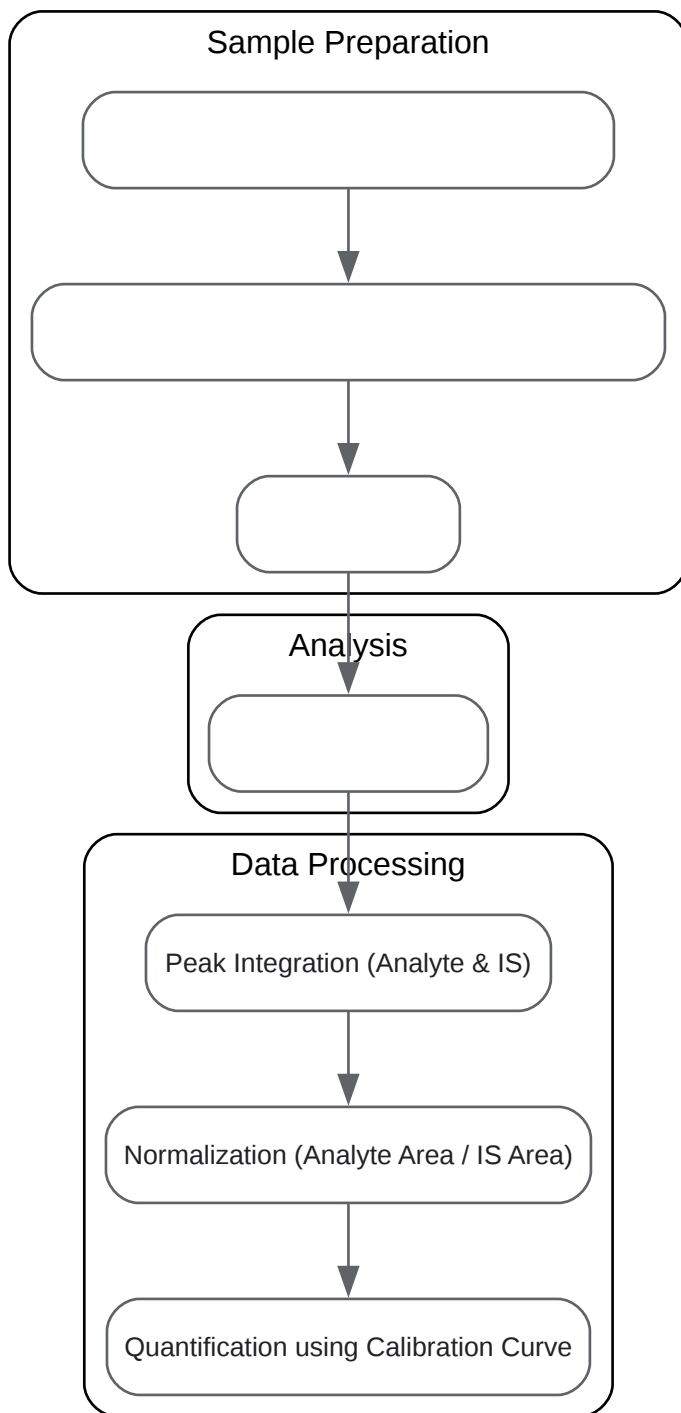 Sample Preparation
Analysis
Data Processing
Peak Integration (Analyte & IS)
Normalization (Analyte Area / IS Area)
Quantification using Calibration Curve